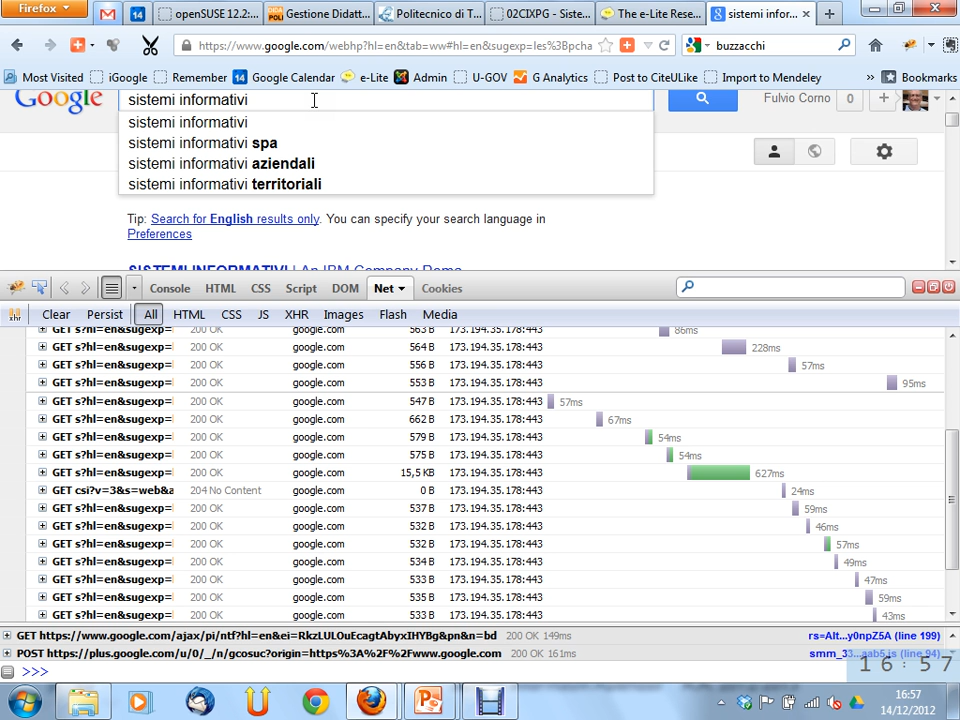 Firefox
14
openSUSE 12.2:...
Gestione Didatt...
Politecnico di T...
02CIXPG - Siste...
The e-Lite Rese...
sistemi infor...
https://www.google.com/webhp?hl=en&tab=ww#hl=en&sugexp=les%3Bpcha
buzzacchi
Most Visited
iGoogle
Remember
14 Google Calendar
e-Lite
Admin
U-GOV
G Analytics
Post to CiteULike
Import to Mendeley
»
Bookmarks
Google
sistemi informativi
Fulvio Corno
0
+
sistemi informativi
sistemi informativi spa
sistemi informativi aziendali
sistemi informativi territoriali
Tip: Search for English results only. You can specify your search language in
Preferences
SISTEMI INFORMATIVI | An IBM Company Roma
Console HTML CSS Script DOM Net Cookies
xhr Clear Persist All HTML CSS JS XHR Images Flash Media
GET s?hl=en&sugexp= 200 OK google.com 563 B 173.194.35.178:443 86ms
GET s?hl=en&sugexp= 200 OK google.com 564 B 173.194.35.178:443 228ms
GET s?hl=en&sugexp= 200 OK google.com 556 B 173.194.35.178:443 57ms
GET s?hl=en&sugexp= 200 OK google.com 553 B 173.194.35.178:443 95ms
GET s?hl=en&sugexp= 200 OK google.com 547 B 173.194.35.178:443 57ms
GET s?hl=en&sugexp= 200 OK google.com 662 B 173.194.35.178:443 67ms
GET s?hl=en&sugexp= 200 OK google.com 579 B 173.194.35.178:443 54ms
GET s?hl=en&sugexp= 200 OK google.com 575 B 173.194.35.178:443 54ms
GET s?hl=en&sugexp= 200 OK google.com 15,5 KB 173.194.35.178:443 627ms
GET csi?v=3&s=web&a 204 No Content google.com 0 B 173.194.35.178:443 24ms
GET s?hl=en&sugexp= 200 OK google.com 537 B 173.194.35.178:443 59ms
GET s?hl=en&sugexp= 200 OK google.com 532 B 173.194.35.178:443 46ms
GET s?hl=en&sugexp= 200 OK google.com 532 B 173.194.35.178:443 57ms
GET s?hl=en&sugexp= 200 OK google.com 534 B 173.194.35.178:443 49ms
GET s?hl=en&sugexp= 200 OK google.com 533 B 173.194.35.178:443 47ms
GET s?hl=en&sugexp= 200 OK google.com 535 B 173.194.35.178:443 59ms
GET s?hl=en&sugexp= 200 OK google.com 533 B 173.194.35.178:443 43ms
GET https://www.google.com/ajax/pi/ntf?hl=en&ei=RkzLULOuEcagtAbyxIHYBg&pn&n=bd 200 OK 149ms rs=Alt...y0npZ5A (line 199)
POST https://plus.google.com/u/0/_/n/gcosuc?origin=https%3A%2F%2Fwww.google.com 200 OK 161ms
>>>
16:57
16:57
14/12/2012